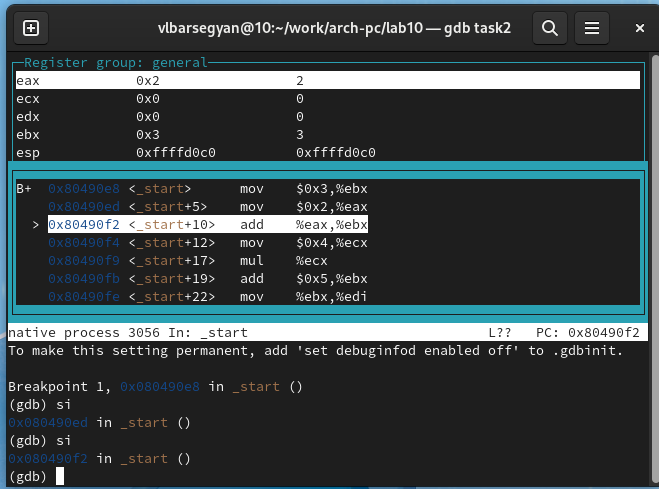 vlbarsegyan@10:~/work/arch-pc/lab10 — gdb task2
Register group: general
eax 0x2 2
ecx 0x0 0
edx 0x0 0
ebx 0x3 3
esp 0xffffd0c0 0xffffd0c0
B+ 0x80490e8 <_start> mov $0x3,%ebx
0x80490ed <_start+5> mov $0x2,%eax
> 0x80490f2 <_start+10> add %eax,%ebx
0x80490f4 <_start+12> mov $0x4,%ecx
0x80490f9 <_start+17> mul %ecx
0x80490fb <_start+19> add $0x5,%ebx
0x80490fe <_start+22> mov %ebx,%edi
native process 3056 In: _start L?? PC: 0x80490f2
To make this setting permanent, add 'set debuginfod enabled off' to .gdbinit.
Breakpoint 1, 0x080490e8 in _start ()
(gdb) si
0x080490ed in _start ()
(gdb) si
0x080490f2 in _start ()
(gdb)